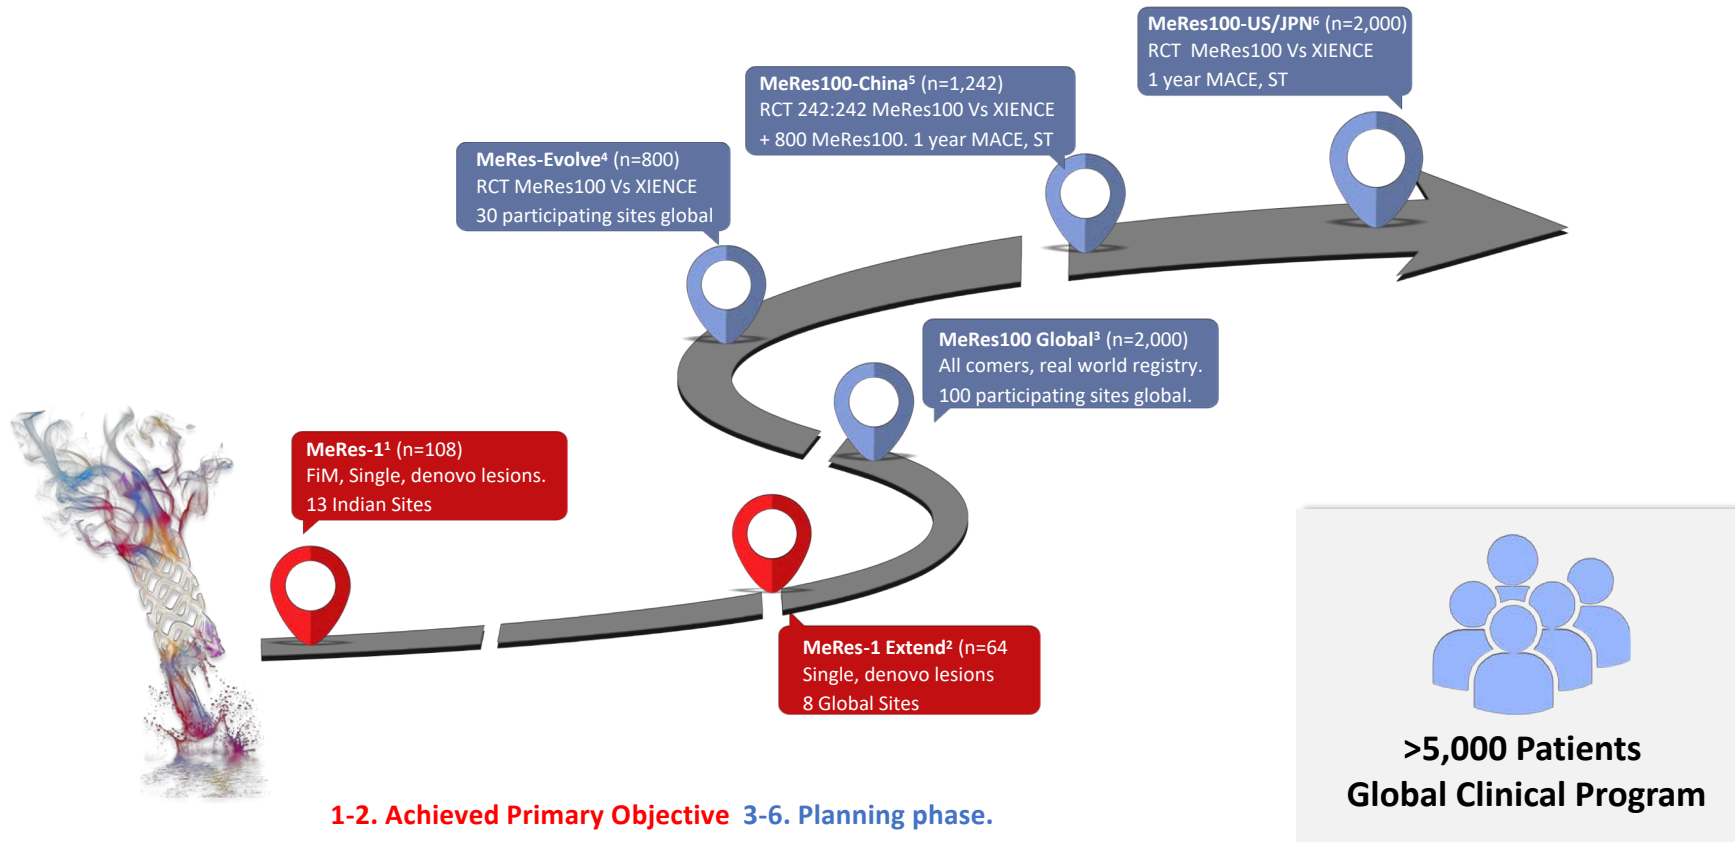 MeRes100-US/JPN⁶ (n=2,000)
RCT MeRes100 Vs XIENCE
1 year MACE, ST
MeRes100-China⁵ (n=1,242)
RCT 242:242 MeRes100 Vs XIENCE
+ 800 MeRes100. 1 year MACE, ST
MeRes-Evolve⁴ (n=800)
RCT MeRes100 Vs XIENCE
30 participating sites global
MeRes100 Global³ (n=2,000)
All comers, real world registry.
100 participating sites global.
MeRes-1¹ (n=108)
FiM, Single, denovo lesions.
13 Indian Sites
MeRes-1 Extend² (n=64
Single, denovo lesions
8 Global Sites
>5,000 Patients
Global Clinical Program
1-2. Achieved Primary Objective 3-6. Planning phase.